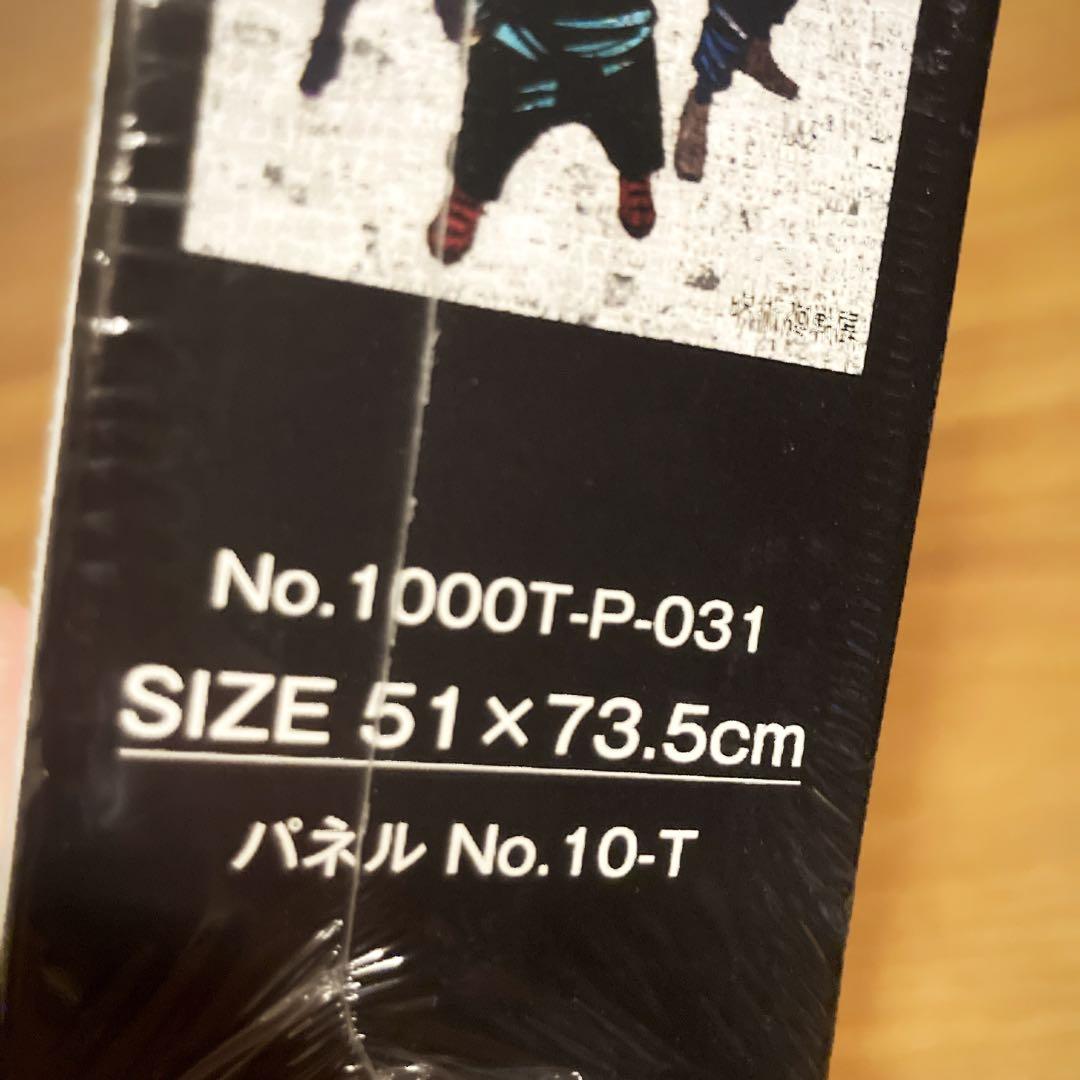 No.1000T-P-031
SIZE 51×73.5cm
パネル No.10-T